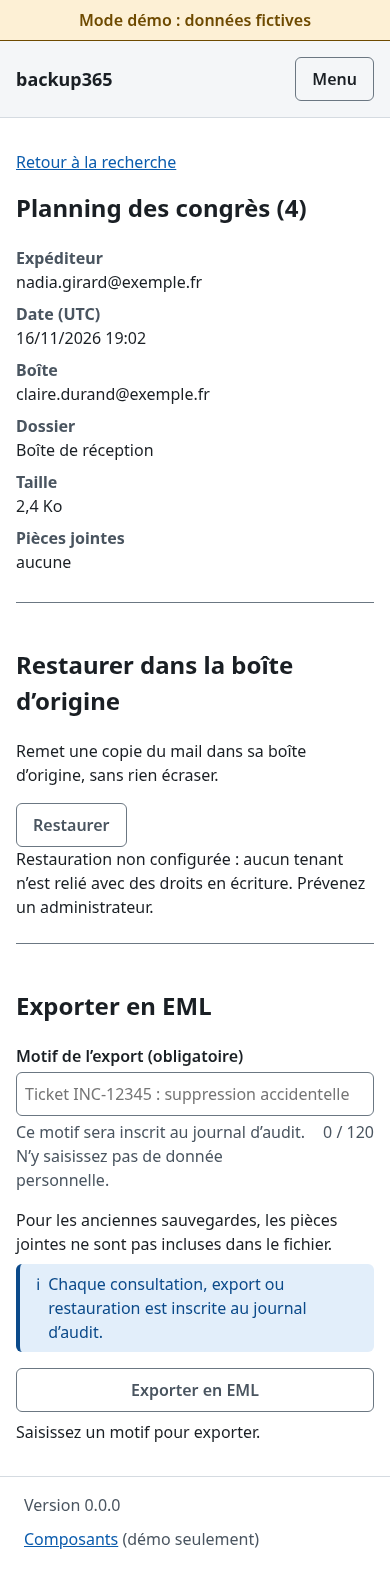 Mode démo : données fictives
backup365
Menu
Retour à la recherche
Planning des congrès (4)
Expéditeur
nadia.girard@exemple.fr
Date (UTC)
16/11/2026 19:02
Boîte
claire.durand@exemple.fr
Dossier
Boîte de réception
Taille
2,4 Ko
Pièces jointes
aucune
Restaurer dans la boîte
d’origine
Remet une copie du mail dans sa boîte
d’origine, sans rien écraser.
Restaurer
Restauration non configurée : aucun tenant
n’est relié avec des droits en écriture. Prévenez
un administrateur.
Exporter en EML
Motif de l’export (obligatoire)
Ticket INC-12345 : suppression accidentelle
Ce motif sera inscrit au journal d’audit. 0 / 120
N’y saisissez pas de donnée
personnelle.
Pour les anciennes sauvegardes, les pièces
jointes ne sont pas incluses dans le fichier.
i Chaque consultation, export ou
restauration est inscrite au journal
d’audit.
Exporter en EML
Saisissez un motif pour exporter.
Version 0.0.0
Composants (démo seulement)